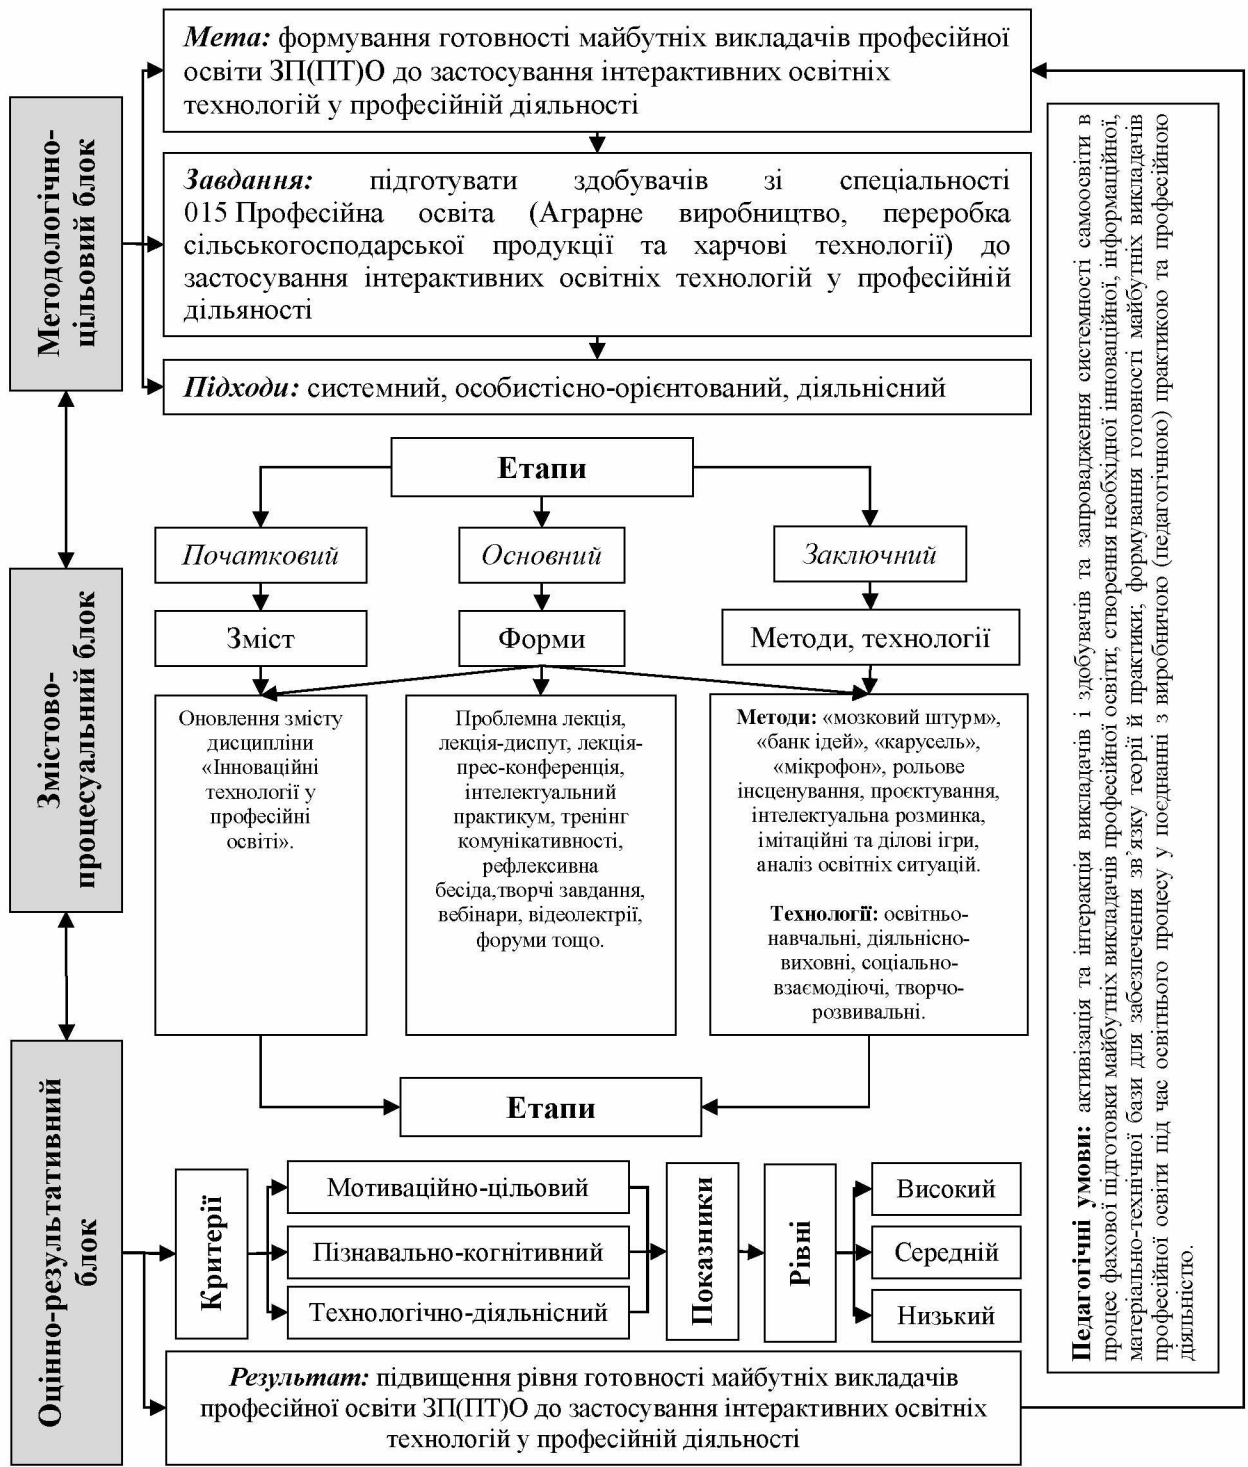 Методологічно-
цільовий блок
Мета: формування готовності майбутніх викладачів професійної
освіти ЗП(ПТ)О до застосування інтерактивних освітніх
технологій у професійній діяльності
Завдання: підготувати здобувачів зі спеціальності
015 Професійна освіта (Аграрне виробництво, переробка
сільськогосподарської продукції та харчові технології) до
застосування інтерактивних освітніх технологій у професійній
дільяності
Підходи: системний, особистісно-орієнтований, діяльнісний
Змістово-
процесуальний блок
Етапи
Початковий
Основний
Заключний
Зміст
Форми
Методи, технології
Оновлення змісту
дисципліни
«Інноваційні
технології у
професійні
освіті».
Проблемна лекція,
лекція-диспут, лекція-
прес-конференція,
інтелектуальний
практикум, тренінг
комунікативності,
рефлексивна
бесіда,творчі завдання,
вебінари, відеолектрії,
форуми тощо.
Методи: «мозковий штурм»,
«банк ідей», «карусель»,
«мікрофон», рольове
інсценування, проєктування,
інтелектуальна розминка,
імітаційні та ділові ігри,
аналіз освітніх ситуацій.
Технології: освітньо-
навчальні, діяльнісно-
виховні, соціально-
взаємодіючі, творчо-
розвивальні.
Етапи
Оцінно-результативний
блок
Критерії
Мотиваційно-цільовий
Пізнавально-когнітивний
Технологічно-діяльнісний
Показники
Рівні
Високий
Середній
Низький
Результат: підвищення рівня готовності майбутніх викладачів
професійної освіти ЗП(ПТ)О до застосування інтерактивних освітніх
технологій у професійній діяльності
Педагогічні умови: активізація та інтеракція викладачів і здобувачів та запровадження системності самоосвіти в
процес фахової підготовки майбутніх викладачів професійної освіти; створення необхідної інноваційної, інформаційної,
матеріально-технічної бази для забезпечення зв’язку теорії й практики; формування готовності майбутніх викладачів
професійної освіти під час освітнього процесу у поєднанні з виробничою (педагогічною) практикою та професійною
діяльністю.